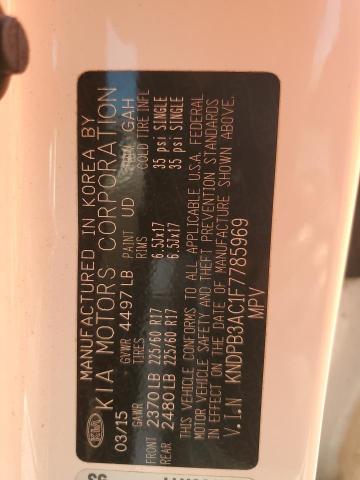 MANUFACTURED IN KOREA BY
KIA MOTORS CORPORATION
03/15 GVWR 4497LB PAINT UD GAH
GAWR TIRES RIMS COLD TIRE INFL
FRONT 2370LB 225/60 R17 6.5JX17 35 psi SINGLE
REAR 2480LB 225/60 R17 6.5JX17 35 psi SINGLE
THIS VEHICLE CONFORMS TO ALL APPLICABLE U.S.A. FEDERAL
MOTOR VEHICLE SAFETY AND THEFT PREVENTION STANDARDS
IN EFFECT ON THE DATE OF MANUFACTURE SHOWN ABOVE.
V.I.N KNDPB3AC1F7785969
MPV